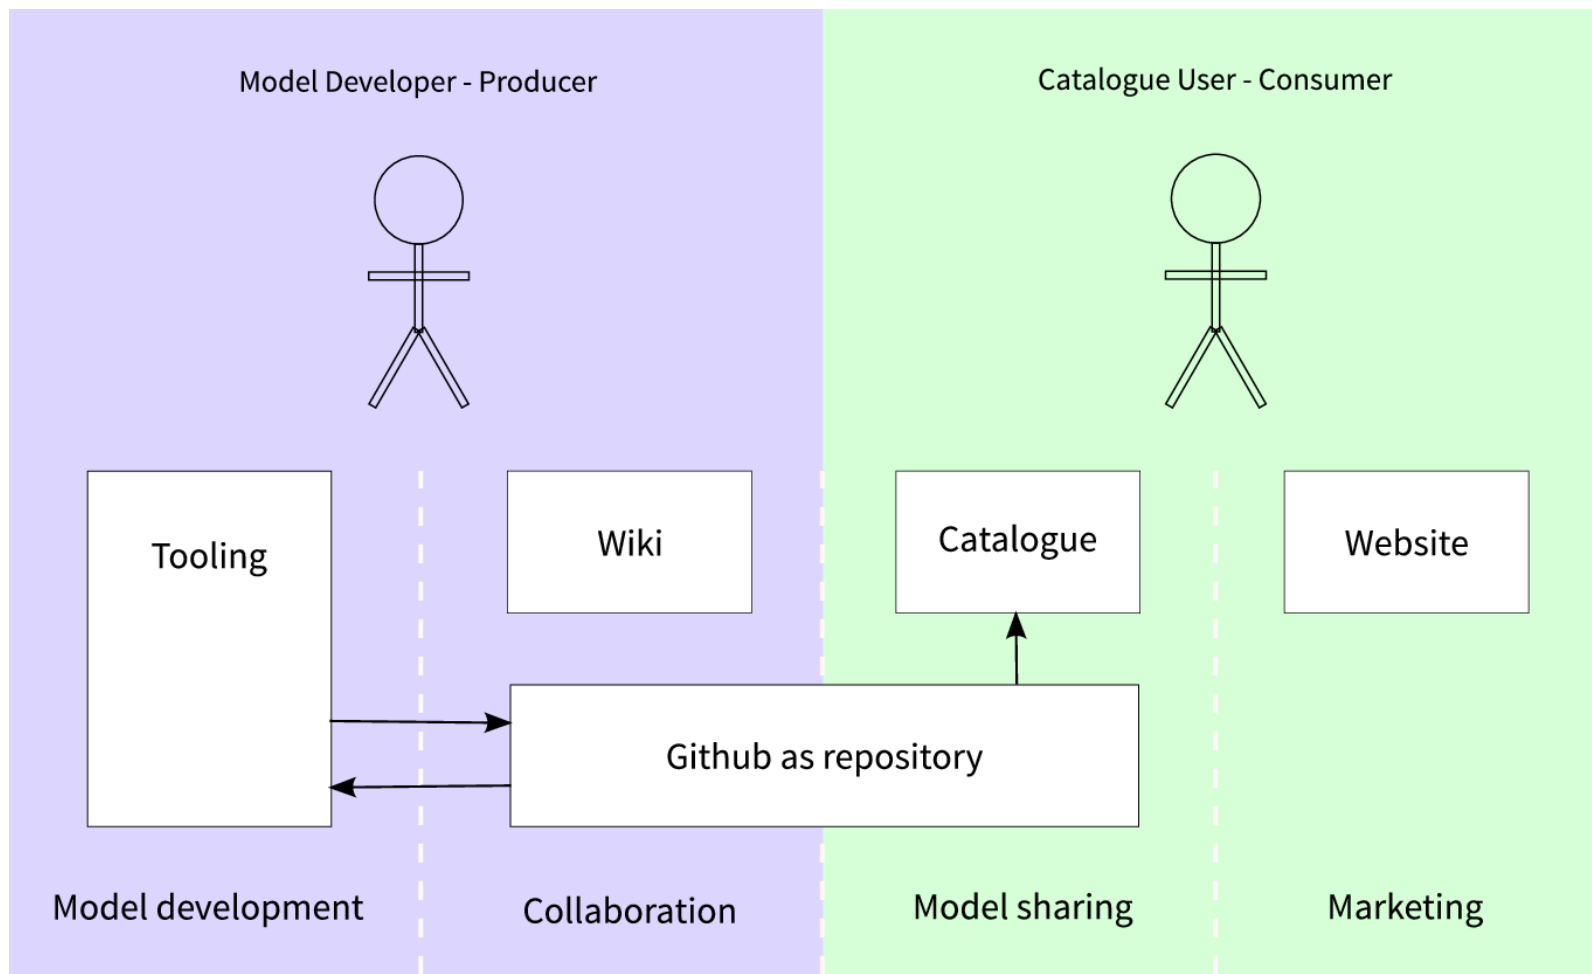 Model Developer - Producer
Catalogue User - Consumer
Tooling
Wiki
Catalogue
Website
Github as repository
Model development
Collaboration
Model sharing
Marketing